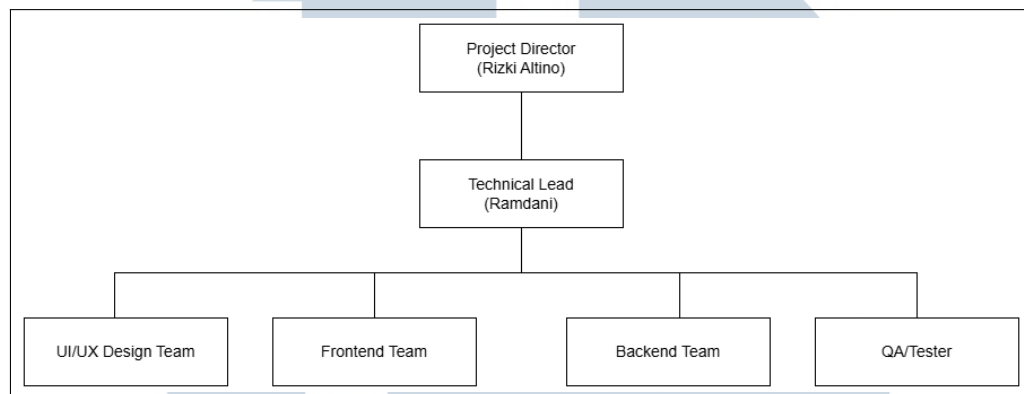 Project Director
(Rizki Altino)
Technical Lead
(Ramdani)
UI/UX Design Team
Frontend Team
Backend Team
QA/Tester